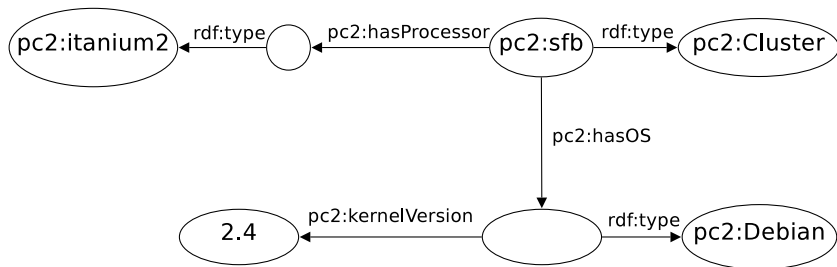 pc2:itanium2
rdf:type
pc2:hasProcessor
pc2:sfb
rdf:type
pc2:Cluster
pc2:hasOS
2.4
pc2:kernelVersion
rdf:type
pc2:Debian